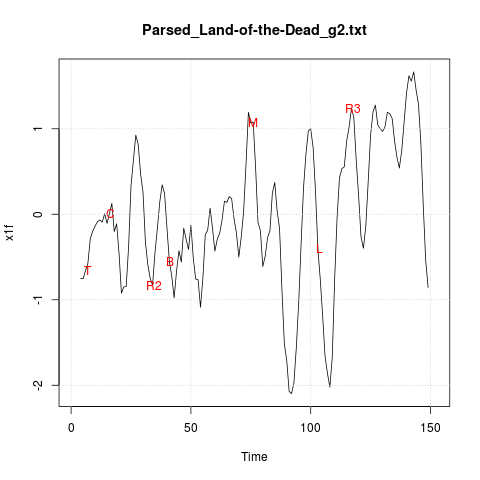 Parsed_Land-of-the-Dead_g2.txt
x1f
1
0
-1
-2
T
C
R2
B
M
L
R3
0
50
100
150
Time